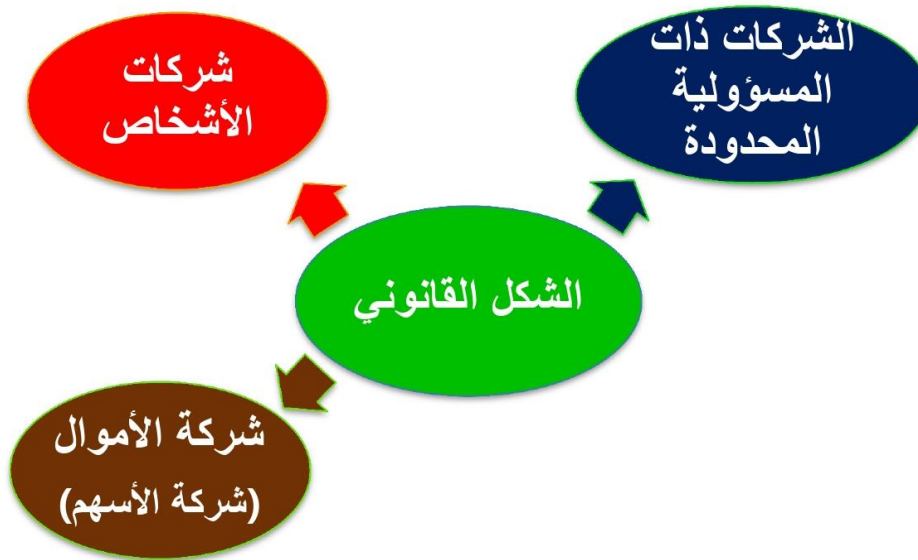 الشركات ذات
المسؤولية
المحدودة
شركات
الأشخاص
الشكل القانوني
شركة الأموال
(شركة الأسهم)